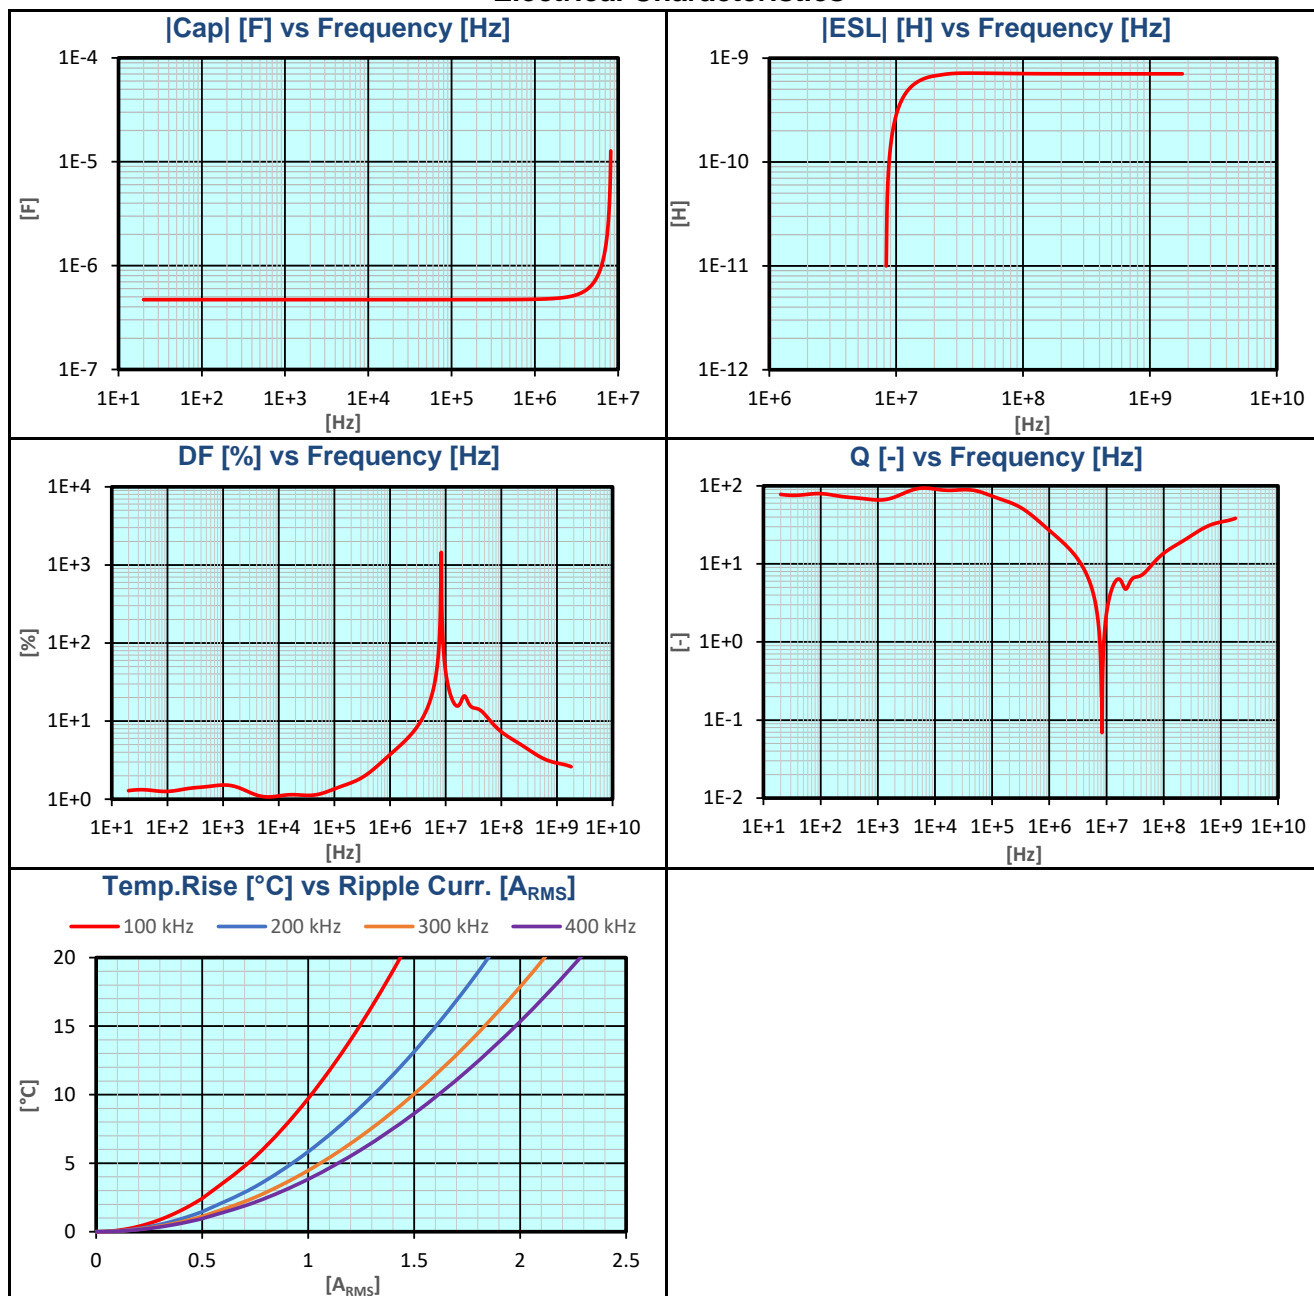 |Cap| [F] vs Frequency [Hz]
1E-4
1E-5
1E-6
1E-7
[F]
1E+1 1E+2 1E+3 1E+4 1E+5 1E+6 1E+7
[Hz]
|ESL| [H] vs Frequency [Hz]
1E-9
1E-10
1E-11
1E-12
[H]
1E+6 1E+7 1E+8 1E+9 1E+10
[Hz]
DF [%] vs Frequency [Hz]
1E+4
1E+3
1E+2
1E+1
1E+0
[%]
1E+1 1E+2 1E+3 1E+4 1E+5 1E+6 1E+7 1E+8 1E+9 1E+10
[Hz]
Q [-] vs Frequency [Hz]
1E+2
1E+1
1E+0
1E-1
1E-2
[-]
1E+1 1E+2 1E+3 1E+4 1E+5 1E+6 1E+7 1E+8 1E+9 1E+10
[Hz]
Temp.Rise [°C] vs Ripple Curr. [ARMS]
100 kHz 200 kHz 300 kHz 400 kHz
20
15
10
5
0
[°C]
0 0.5 1 1.5 2 2.5
[ARMS]